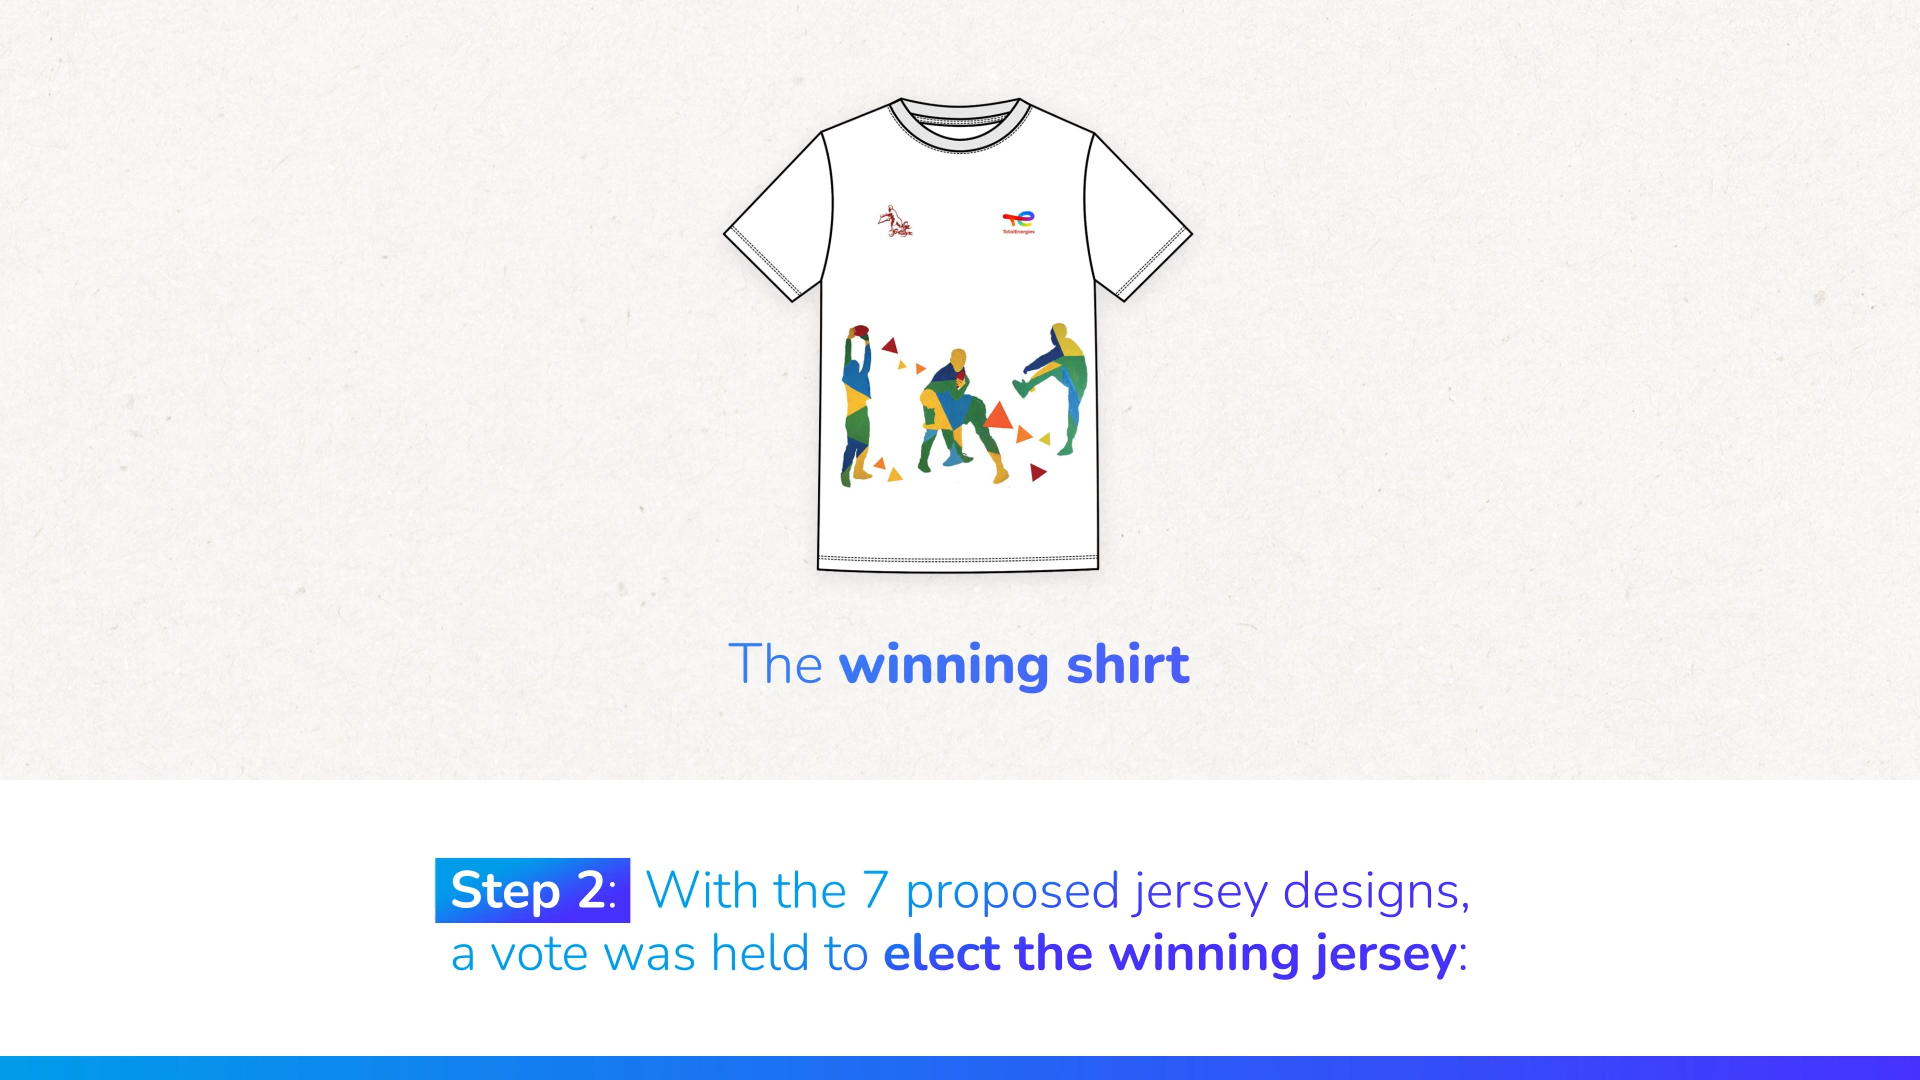 TotalEnergies
The winning shirt
Step 2: With the 7 proposed jersey designs,
a vote was held to elect the winning jersey: